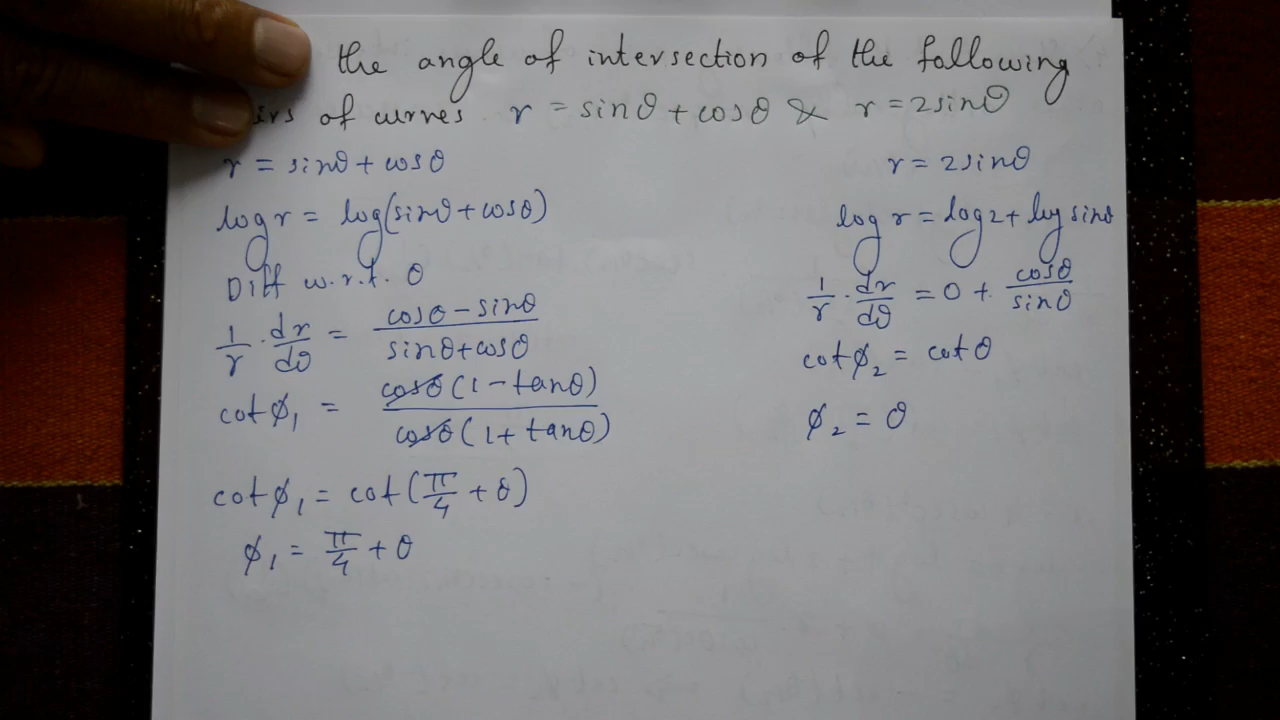 the angle of intersection of the following
irs of curves r = sinθ + cosθ & r = 2sinθ
r = sinθ + cosθ
log r = log(sinθ + cosθ)
Diff w.r.t. θ
1/r · dr/dθ = (cosθ − sinθ)/(sinθ + cosθ)
cot φ₁ = cosθ(1 − tanθ)/cosθ(1 + tanθ)
cot φ₁ = cot(π/4 + θ)
φ₁ = π/4 + θ
r = 2sinθ
log r = log 2 + log sinθ
1/r · dr/dθ = 0 + cosθ/sinθ
cot φ₂ = cot θ
φ₂ = θ